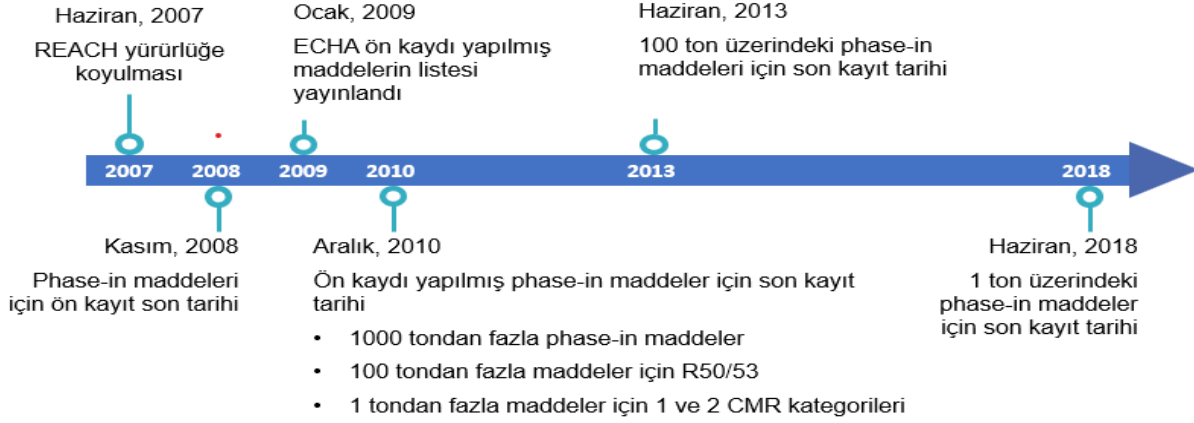 Haziran, 2007
REACH yürürlüğe
koyulması
Ocak, 2009
ECHA ön kaydı yapılmış
maddelerin listesi
yayınlandı
Haziran, 2013
100 ton üzerindeki phase-in
maddeleri için son kayıt tarihi
2007 2008 2009 2010 2013 2018
Kasım, 2008
Phase-in maddeleri
için ön kayıt son tarihi
Aralık, 2010
Ön kaydı yapılmış phase-in maddeler için son kayıt
tarihi
• 1000 tondan fazla phase-in maddeler
• 100 tondan fazla maddeler için R50/53
• 1 tondan fazla maddeler için 1 ve 2 CMR kategorileri
Haziran, 2018
1 ton üzerindeki
phase-in maddeler
için son kayıt tarihi